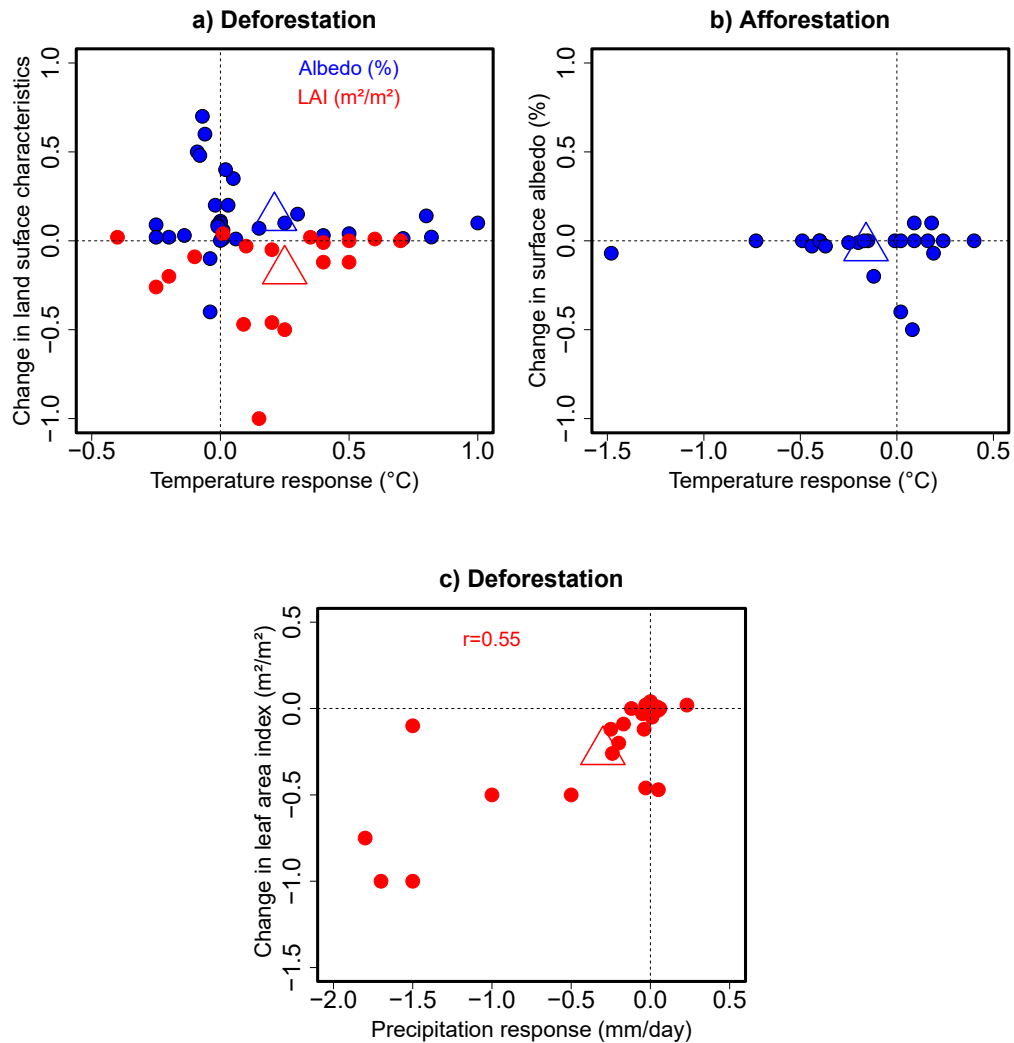 a) Deforestation
Change in land surface characteristics
1.0
0.5
0.0
−0.5
−1.0
Albedo (%)
LAI (m²/m²)
−0.5
0.0
0.5
1.0
Temperature response (°C)
b) Afforestation
Change in surface albedo (%)
1.0
0.5
0.0
−0.5
−1.0
−1.5
−1.0
−0.5
0.0
0.5
Temperature response (°C)
c) Deforestation
Change in leaf area index (m²/m²)
0.5
0.0
−0.5
−1.0
−1.5
r=0.55
−2.0
−1.5
−1.0
−0.5
0.0
0.5
Precipitation response (mm/day)